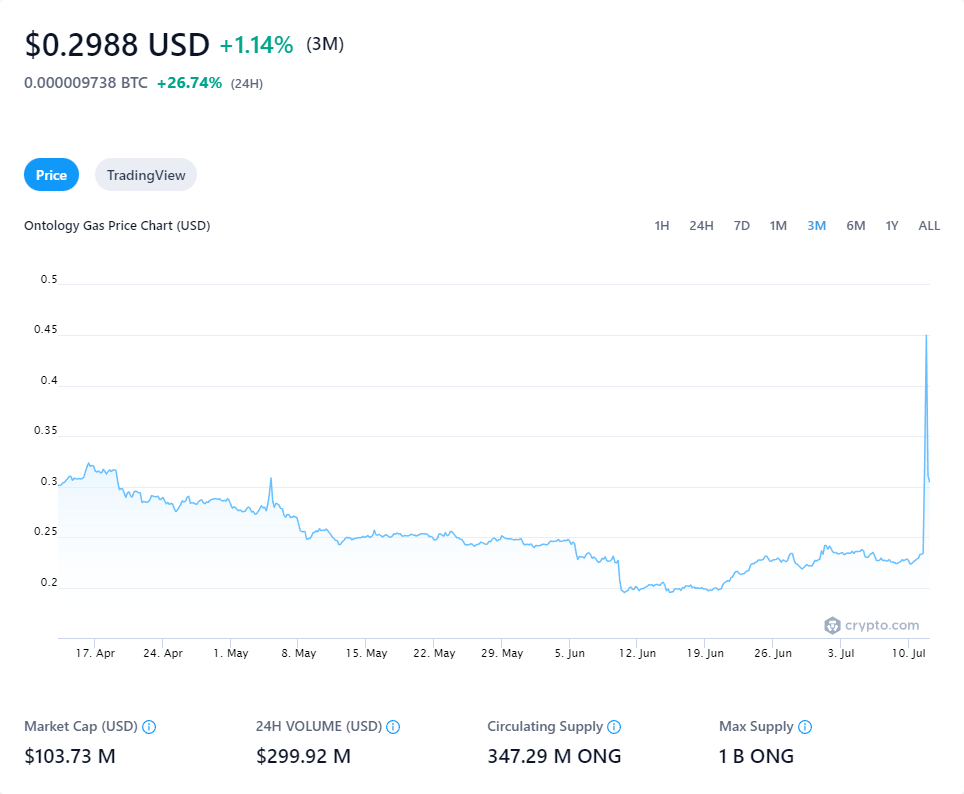 $0.2988 USD +1.14% (3M)
0.000009738 BTC +26.74% (24H)
Price TradingView
Ontology Gas Price Chart (USD) 1H 24H 7D 1M 3M 6M 1Y ALL
0.5
0.45
0.4
0.35
0.3
0.25
0.2
crypto.com
17. Apr 24. Apr 1. May 8. May 15. May 22. May 29. May 5. Jun 12. Jun 19. Jun 26. Jun 3. Jul 10. Jul
Market Cap (USD) 24H VOLUME (USD) Circulating Supply Max Supply
$103.73 M $299.92 M 347.29 M ONG 1 B ONG